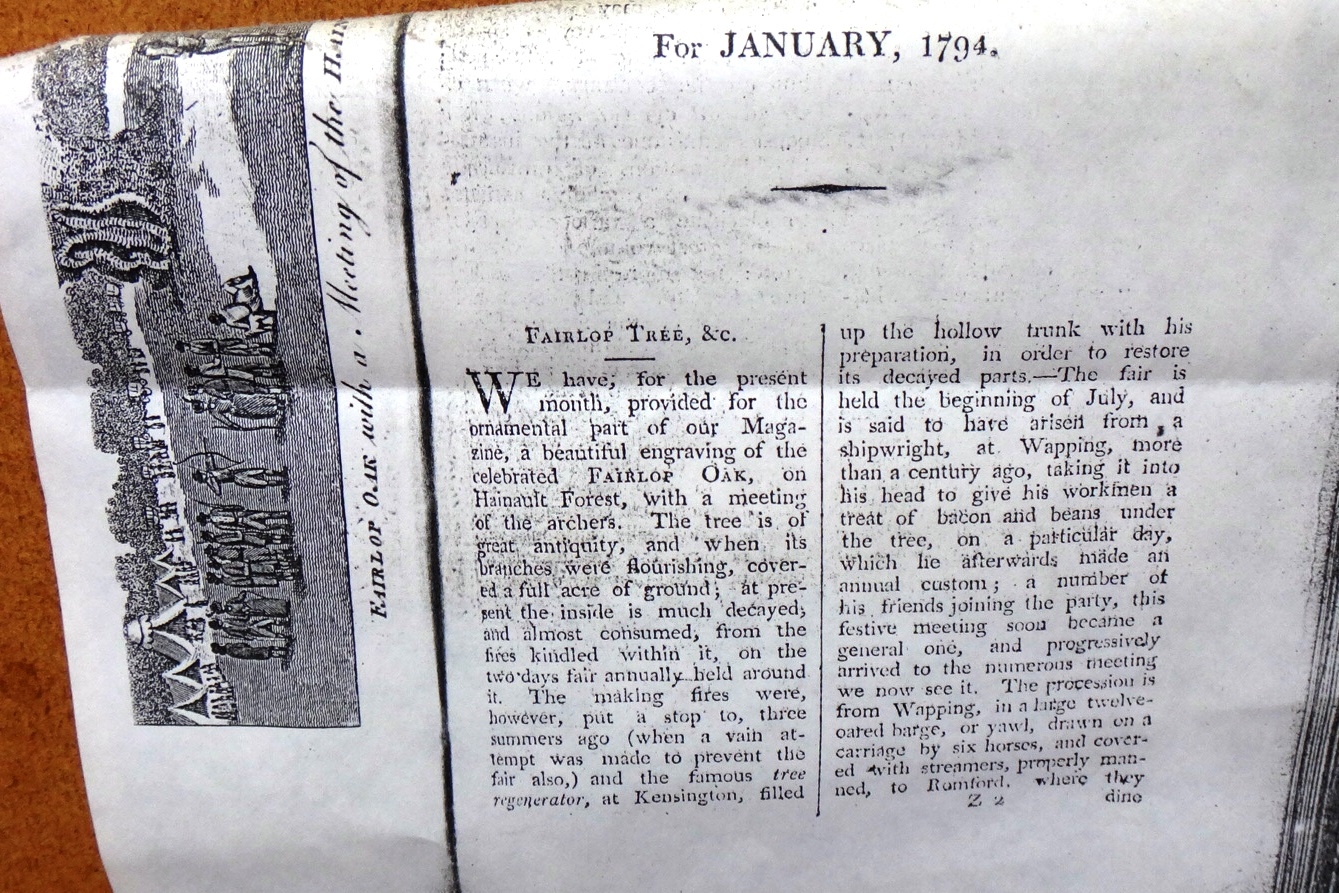 For JANUARY, 1794.
FAIRLOP OAK with a Meeting of the
FAIRLOP TREE, &c.
WE have, for the present
month, provided for the
ornamental part of our Maga-
zine, a beautiful engraving of the
celebrated FAIRLOP OAK, on
Hainault Forest, with a meeting
of the archers. The tree is of
great antiquity, and when its
branches were flourishing, cover-
ed a full acre of ground; at pre-
sent the inside is much decayed,
and almost consumed, from the
fires kindled within it, on the
two days fair annually held around
it. The making fires were,
however, put a stop to, three
summers ago (when a vain at-
tempt was made to prevent the
fair also,) and the famous tree
regenerator, at Kensington, filled
up the hollow trunk with his
preparation, in order to restore
its decayed parts.—The fair is
held the beginning of July, and
is said to have arisen from a
shipwright, at Wapping, more
than a century ago, taking it into
his head to give his workmen a
treat of bacon and beans under
the tree, on a particular day,
which he afterwards made an
annual custom; a number of
his friends joining the party, this
festive meeting soon became a
general one, and progressively
arrived to the numerous meeting
we now see it. The procession is
from Wapping, in a large twelve-
oared barge, or yawl, drawn on a
carriage by six horses, and cover-
ed with streamers, properly man-
ned, to Romford, where they
Z 2 dine